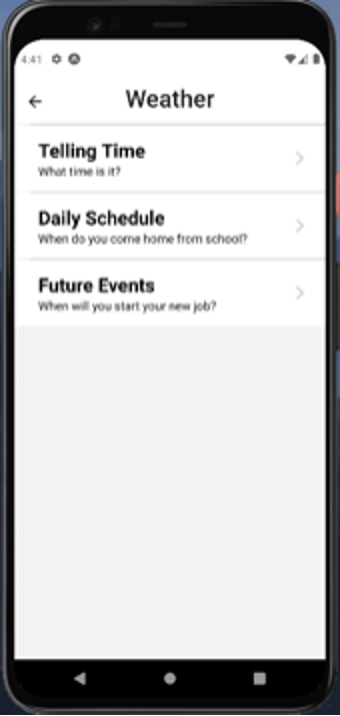 4:41
Weather
Telling Time
What time is it?
Daily Schedule
When do you come home from school?
Future Events
When will you start your new job?